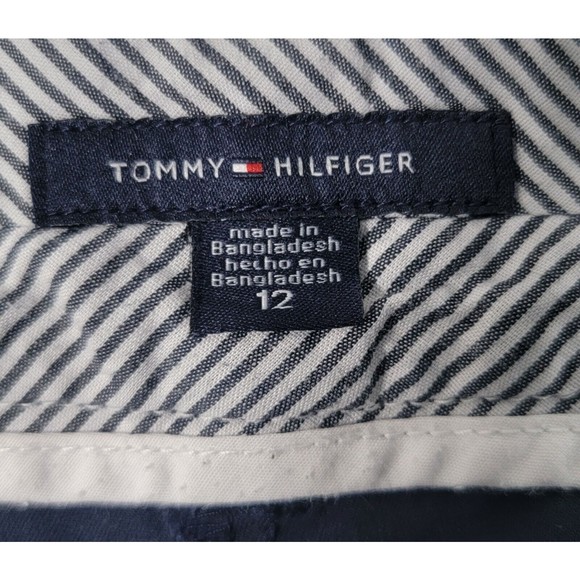 TOMMY HILFIGER
made in
Bangladesh
hecho en
Bangladesh
12